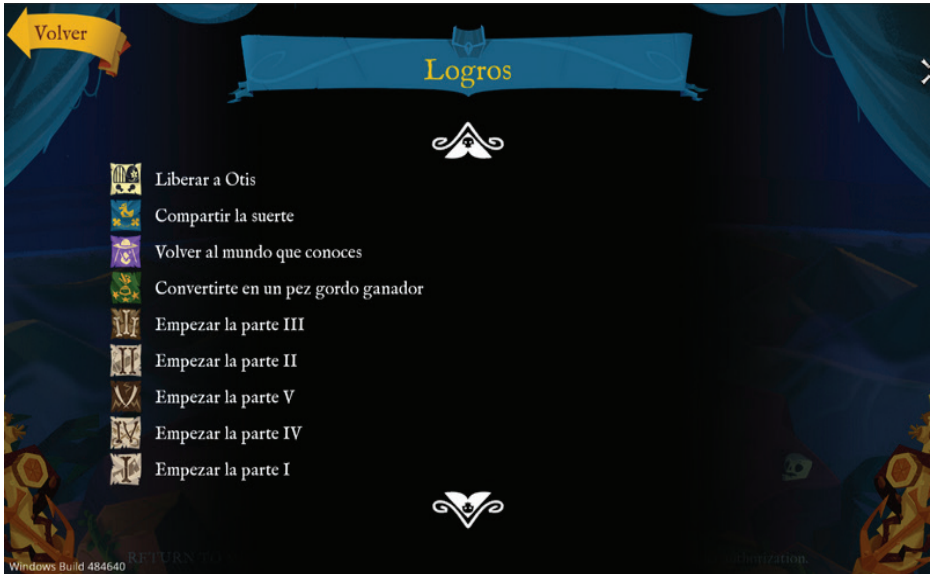 Volver
Logros
Liberar a Otis
Compartir la suerte
Volver al mundo que conoces
Convertirte en un pez gordo ganador
Empezar la parte III
Empezar la parte II
Empezar la parte V
Empezar la parte IV
Empezar la parte I
RETURN TO
Windows Build 484640